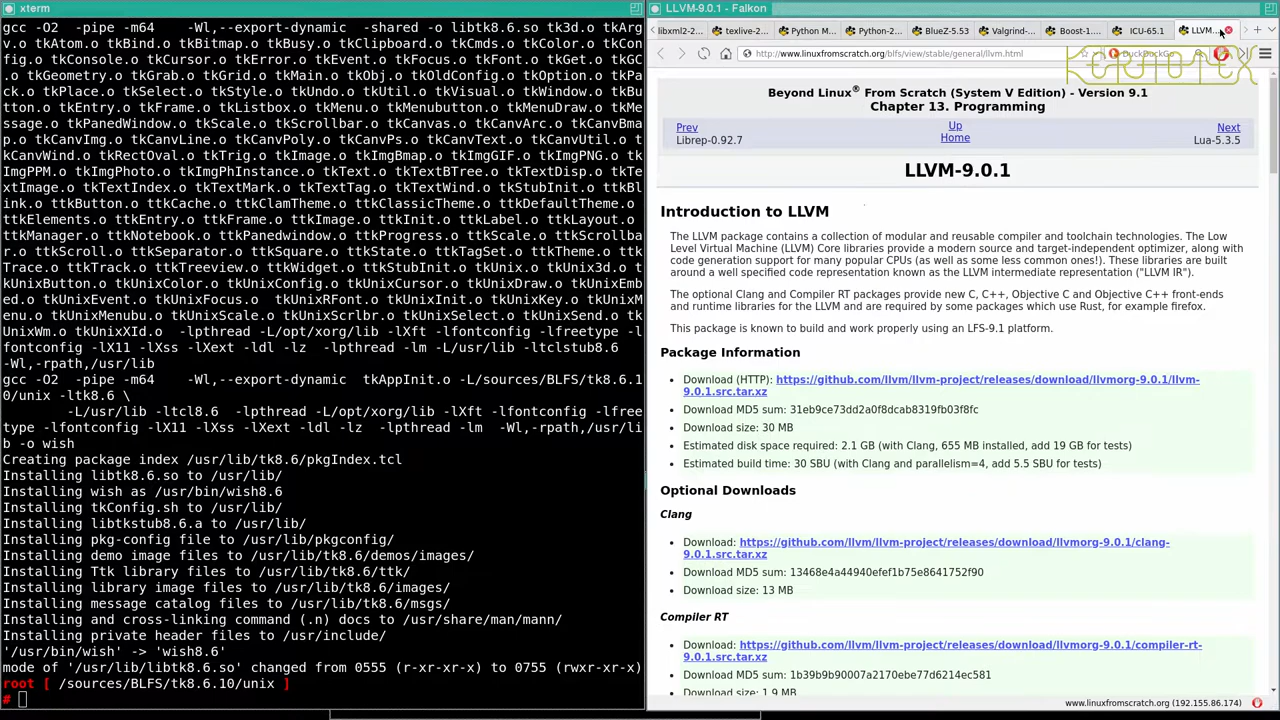 xterm
gcc -O2  -pipe -m64    -Wl,--export-dynamic  -shared -o libtk8.6.so tk3d.o tkArg
v.o tkAtom.o tkBind.o tkBitmap.o tkBusy.o tkClipboard.o tkCmds.o tkColor.o tkCon
fig.o tkConsole.o tkCursor.o tkError.o tkEvent.o tkFocus.o tkFont.o tkGet.o tkGC
.o tkGeometry.o tkGrab.o tkGrid.o tkMain.o tkObj.o tkOldConfig.o tkOption.o tkPa
ck.o tkPlace.o tkSelect.o tkStyle.o tkUndo.o tkUtil.o tkVisual.o tkWindow.o tkBu
tton.o tkEntry.o tkFrame.o tkListbox.o tkMenu.o tkMenubutton.o tkMenuDraw.o tkMe
ssage.o tkPanedWindow.o tkScale.o tkScrollbar.o tkCanvas.o tkCanvArc.o tkCanvBma
p.o tkCanvImg.o tkCanvLine.o tkCanvPoly.o tkCanvPs.o tkCanvText.o tkCanvUtil.o
tkCanvWind.o tkRectOval.o tkTrig.o tkImage.o tkImgBmap.o tkImgGIF.o tkImgPNG.o tk
ImgPPM.o tkImgPhoto.o tkImgPhInstance.o tkText.o tkTextBTree.o tkTextDisp.o tkTe
xtImage.o tkTextIndex.o tkTextMark.o tkTextTag.o tkTextWind.o tkStubInit.o ttkBl
ink.o ttkButton.o ttkCache.o ttkClamTheme.o ttkClassicTheme.o ttkDefaultTheme.o
ttkElements.o ttkEntry.o ttkFrame.o ttkImage.o ttkInit.o ttkLabel.o ttkLayout.o
ttkManager.o ttkNotebook.o ttkPanedwindow.o ttkProgress.o ttkScale.o ttkScrollba
r.o ttkScroll.o ttkSeparator.o ttkSquare.o ttkState.o ttkTagSet.o ttkTheme.o ttk
Trace.o ttkTrack.o ttkTreeview.o ttkWidget.o ttkStubInit.o tkUnix.o tkUnix3d.o tk
UnixButton.o tkUnixColor.o tkUnixConfig.o tkUnixCursor.o tkUnixDraw.o tkUnixEmb
ed.o tkUnixEvent.o tkUnixFocus.o tkUnixRFont.o tkUnixInit.o tkUnixKey.o tkUnixM
enu.o tkUnixMenubu.o tkUnixScale.o tkUnixScrlbr.o tkUnixSelect.o tkUnixSend.o tk
UnixWm.o tkUnixXId.o  -lpthread -L/opt/xorg/lib -lXft -lfontconfig -lfreetype -l
fontconfig -lX11 -lXss -lXext -ldl -lz  -lpthread -lm -L/usr/lib -ltclstub8.6
-Wl,-rpath,/usr/lib
gcc -O2  -pipe -m64    -Wl,--export-dynamic  tkAppInit.o -L/sources/BLFS/tk8.6.1
0/unix -ltk8.6 \
-L/usr/lib -ltcl8.6  -lpthread -L/opt/xorg/lib -lXft -lfontconfig -lfree
type -lfontconfig -lX11 -lXss -lXext -ldl -lz  -lpthread -lm  -Wl,-rpath,/usr/li
b -o wish
Creating package index /usr/lib/tk8.6/pkgIndex.tcl
Installing libtk8.6.so to /usr/lib/
Installing wish as /usr/bin/wish8.6
Installing tkConfig.sh to /usr/lib/
Installing libtkstub8.6.a to /usr/lib/
Installing pkg-config file to /usr/lib/pkgconfig/
Installing demo image files to /usr/lib/tk8.6/demos/images/
Installing Ttk library files to /usr/lib/tk8.6/ttk/
Installing library image files to /usr/lib/tk8.6/images/
Installing message catalog files to /usr/lib/tk8.6/msgs/
Installing and cross-linking command (.n) docs to /usr/share/man/mann/
Installing private header files to /usr/include/
'/usr/bin/wish' -> 'wish8.6'
mode of '/usr/lib/libtk8.6.so' changed from 0555 (r-xr-xr-x) to 0755 (rwxr-xr-x)
root [ /sources/BLFS/tk8.6.10/unix ]
#
LLVM-9.0.1 - Falkon
libxml2-2... texlive-2... Python M... Python-2... BlueZ-5.53 Valgrind-... Boost-1.... ICU-65.1 LLVM...
http://www.linuxfromscratch.org/blfs/view/stable/general/llvm.html DuckDuckGo
Beyond Linux® From Scratch (System V Edition) - Version 9.1
Chapter 13. Programming
Prev Up Next
Librep-0.92.7 Home Lua-5.3.5
LLVM-9.0.1
Introduction to LLVM
The LLVM package contains a collection of modular and reusable compiler and toolchain technologies. The Low
Level Virtual Machine (LLVM) Core libraries provide a modern source and target-independent optimizer, along with
code generation support for many popular CPUs (as well as some less common ones!). These libraries are built
around a well specified code representation known as the LLVM intermediate representation ("LLVM IR").
The optional Clang and Compiler RT packages provide new C, C++, Objective C and Objective C++ front-ends
and runtime libraries for the LLVM and are required by some packages which use Rust, for example firefox.
This package is known to build and work properly using an LFS-9.1 platform.
Package Information
• Download (HTTP): https://github.com/llvm/llvm-project/releases/download/llvmorg-9.0.1/llvm-
9.0.1.src.tar.xz
• Download MD5 sum: 31eb9ce73dd2a0f8dcab8319fb03f8fc
• Download size: 30 MB
• Estimated disk space required: 2.1 GB (with Clang, 655 MB installed, add 19 GB for tests)
• Estimated build time: 30 SBU (with Clang and parallelism=4, add 5.5 SBU for tests)
Optional Downloads
Clang
• Download: https://github.com/llvm/llvm-project/releases/download/llvmorg-9.0.1/clang-
9.0.1.src.tar.xz
• Download MD5 sum: 13468e4a44940efef1b75e8641752f90
• Download size: 13 MB
Compiler RT
• Download: https://github.com/llvm/llvm-project/releases/download/llvmorg-9.0.1/compiler-rt-
9.0.1.src.tar.xz
• Download MD5 sum: 1b39b9b90007a2170ebe77d6214ec581
• Download size: 1.9 MB
www.linuxfromscratch.org (192.155.86.174)